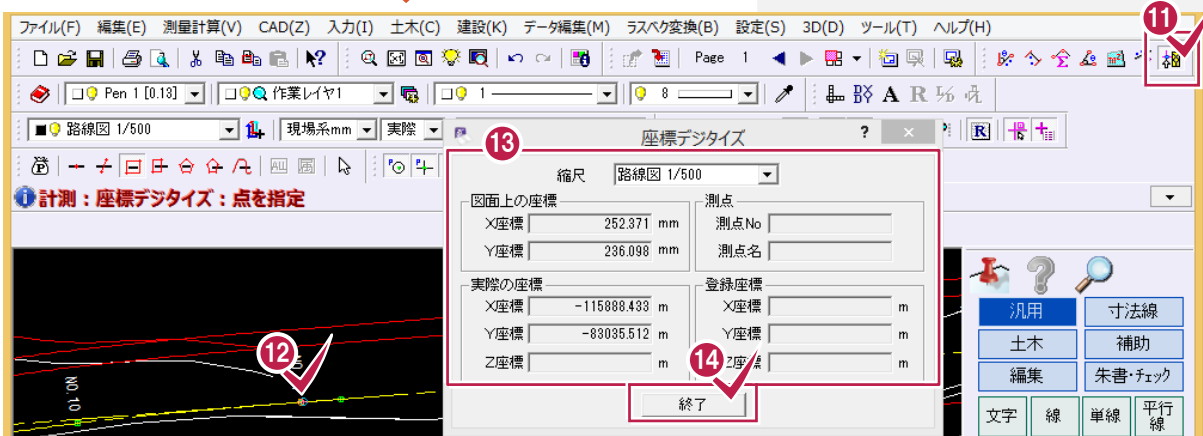 ⑪
ファイル(F) 編集(E) 測量計算(V) CAD(Z) 入力(I) 土木(C) 建設(K) データ編集(M) ラスベク変換(B) 設定(S) 3D(D) ツール(T) ヘルプ(H)
Page 1
Pen 1 [0.13] 作業レイヤ1 1 8 A R
路線図 1/500 現場系mm 実際
座標デジタイズ ?
⑬
縮尺 路線図 1/500
計測：座標デジタイズ：点を指定
図面上の座標
X座標 252.371 mm
Y座標 236.098 mm
測点
測点No
測点名
実際の座標
X座標 -115888.433 m
Y座標 -83035.512 m
Z座標 m
登録座標
X座標 m
Y座標 m
Z座標 m
⑭
終了
⑫
NO.10
汎用 寸法線
土木 補助
編集 朱書・チェック
文字 線 単線 平行線